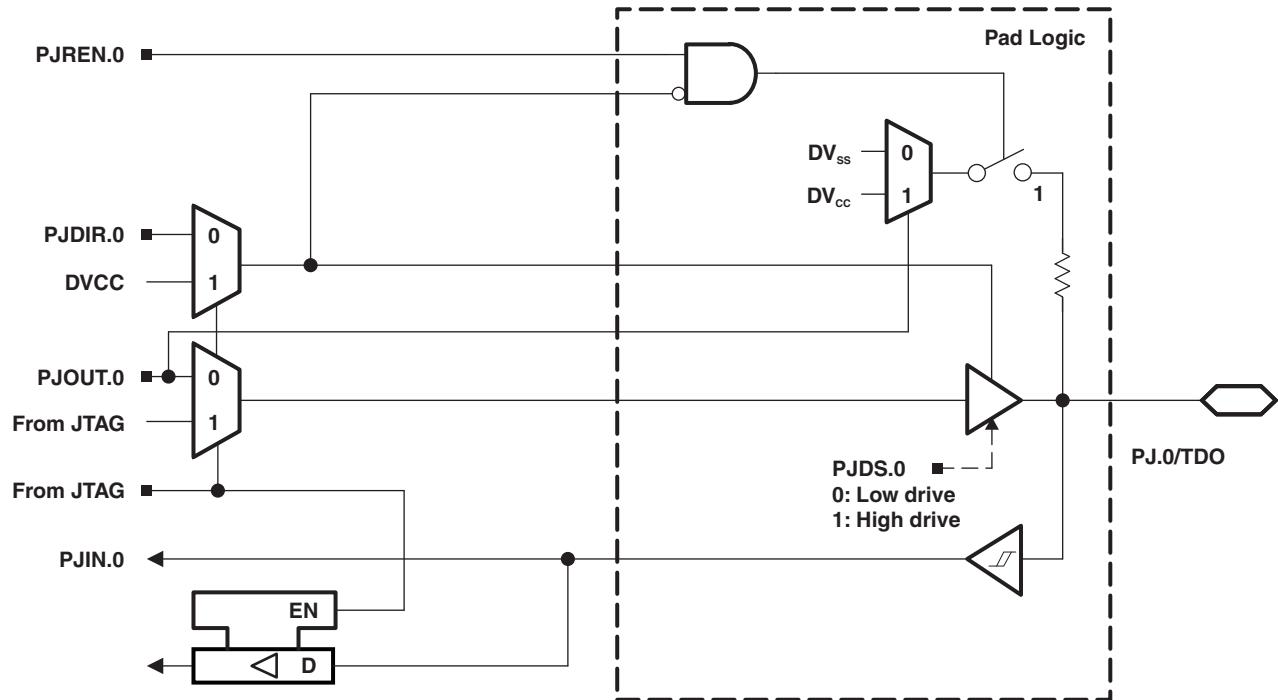 Pad Logic
PJREN.0
DVss
0
DVcc
1
1
PJDIR.0
0
DVCC
1
PJOUT.0
0
From JTAG
1
PJ.0/TDO
PJDS.0
0: Low drive
1: High drive
From JTAG
PJIN.0
EN
D